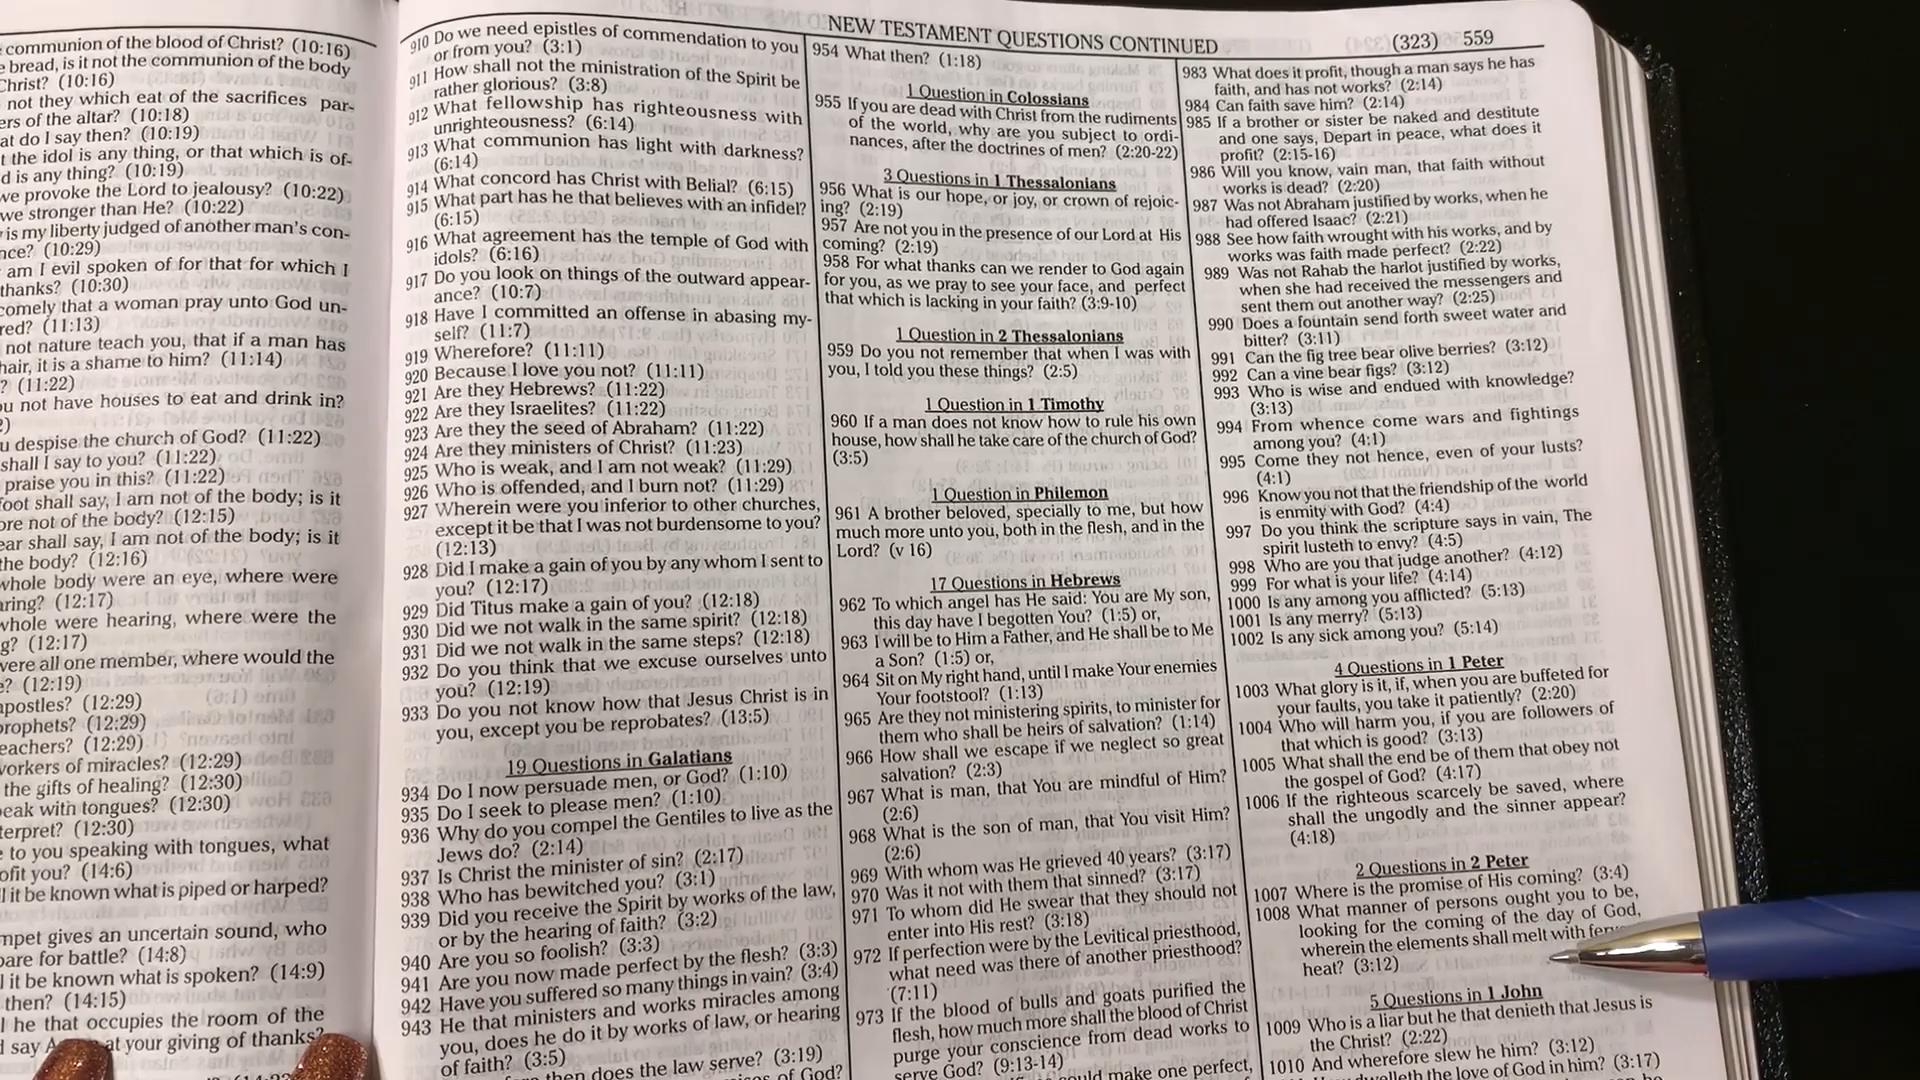 communion of the blood of Christ? (10:16)
bread, is it not the communion of the body
Christ? (10:16)
not they which eat of the sacrifices par-
ers of the altar? (10:18)
at do I say then? (10:19)
t the idol is any thing, or that which is of-
d is any thing? (10:19)
we provoke the Lord to jealousy? (10:22)
we stronger than He? (10:22)
is my liberty judged of another man's con-
nce? (10:29)
am I evil spoken of for that for which I
thanks? (10:30)
comely that a woman pray unto God un-
red? (11:13)
not nature teach you, that if a man has
hair, it is a shame to him? (11:14)
? (11:22)
ou not have houses to eat and drink in?
u despise the church of God? (11:22)
shall I say to you? (11:22)
praise you in this? (11:22)
foot shall say, I am not of the body; is it
ore not of the body? (12:15)
ear shall say, I am not of the body; is it
the body? (12:16)
whole body were an eye, where were
aring? (12:17)
whole were hearing, where were the
g? (12:17)
were all one member, where would the
e? (12:19)
apostles? (12:29)
prophets? (12:29)
eachers? (12:29)
workers of miracles? (12:29)
the gifts of healing? (12:30)
peak with tongues? (12:30)
terpret? (12:30)
to you speaking with tongues, what
ofit you? (14:6)
ll it be known what is piped or harped?
mpet gives an uncertain sound, who
pare for battle? (14:8)
l it be known what is spoken? (14:9)
then? (14:15)
l he that occupies the room of the
say at your giving of thanks?
NEW TESTAMENT QUESTIONS CONTINUED (323) 559
910 Do we need epistles of commendation to you
or from you? (3:1)
911 How shall not the ministration of the Spirit be
rather glorious? (3:8)
912 What fellowship has righteousness with
unrighteousness? (6:14)
913 What communion has light with darkness?
(6:14)
914 What concord has Christ with Belial? (6:15)
915 What part has he that believes with an infidel?
(6:15)
916 What agreement has the temple of God with
idols? (6:16)
917 Do you look on things of the outward appear-
ance? (10:7)
918 Have I committed an offense in abasing my-
self? (11:7)
919 Wherefore? (11:11)
920 Because I love you not? (11:11)
921 Are they Hebrews? (11:22)
922 Are they Israelites? (11:22)
923 Are they the seed of Abraham? (11:22)
924 Are they ministers of Christ? (11:23)
925 Who is weak, and I am not weak? (11:29)
926 Who is offended, and I burn not? (11:29)
927 Wherein were you inferior to other churches,
except it be that I was not burdensome to you?
(12:13)
928 Did I make a gain of you by any whom I sent to
you? (12:17)
929 Did Titus make a gain of you? (12:18)
930 Did we not walk in the same spirit? (12:18)
931 Did we not walk in the same steps? (12:18)
932 Do you think that we excuse ourselves unto
you? (12:19)
933 Do you not know how that Jesus Christ is in
you, except you be reprobates? (13:5)
19 Questions in Galatians
934 Do I now persuade men, or God? (1:10)
935 Do I seek to please men? (1:10)
936 Why do you compel the Gentiles to live as the
Jews do? (2:14)
937 Is Christ the minister of sin? (2:17)
938 Who has bewitched you? (3:1)
939 Did you receive the Spirit by works of the law,
or by the hearing of faith? (3:2)
940 Are you so foolish? (3:3)
941 Are you now made perfect by the flesh? (3:3)
942 Have you suffered so many things in vain? (3:4)
943 He that ministers and works miracles among
you, does he do it by works of law, or hearing
of faith? (3:5)
then does the law serve? (3:19)
of God?
954 What then? (1:18)
1 Question in Colossians
955 If you are dead with Christ from the rudiments
of the world, why are you subject to ordi-
nances, after the doctrines of men? (2:20-22)
3 Questions in 1 Thessalonians
956 What is our hope, or joy, or crown of rejoic-
ing? (2:19)
957 Are not you in the presence of our Lord at His
coming? (2:19)
958 For what thanks can we render to God again
for you, as we pray to see your face, and perfect
that which is lacking in your faith? (3:9-10)
1 Question in 2 Thessalonians
959 Do you not remember that when I was with
you, I told you these things? (2:5)
1 Question in 1 Timothy
960 If a man does not know how to rule his own
house, how shall he take care of the church of God?
(3:5)
1 Question in Philemon
961 A brother beloved, specially to me, but how
much more unto you, both in the flesh, and in the
Lord? (v 16)
17 Questions in Hebrews
962 To which angel has He said: You are My son,
this day have I begotten You? (1:5) or,
963 I will be to Him a Father, and He shall be to Me
a Son? (1:5) or,
964 Sit on My right hand, until I make Your enemies
Your footstool? (1:13)
965 Are they not ministering spirits, to minister for
them who shall be heirs of salvation? (1:14)
966 How shall we escape if we neglect so great
salvation? (2:3)
967 What is man, that You are mindful of Him?
(2:6)
968 What is the son of man, that You visit Him?
(2:6)
969 With whom was He grieved 40 years? (3:17)
970 Was it not with them that sinned? (3:17)
971 To whom did He swear that they should not
enter into His rest? (3:18)
972 If perfection were by the Levitical priesthood,
what need was there of another priesthood?
(7:11)
973 If the blood of bulls and goats purified the
flesh, how much more shall the blood of Christ
purge your conscience from dead works to
serve God? (9:13-14)
could make one perfect,
983 What does it profit, though a man says he has
faith, and has not works? (2:14)
984 Can faith save him? (2:14)
985 If a brother or sister be naked and destitute
and one says, Depart in peace, what does it
profit? (2:15-16)
986 Will you know, vain man, that faith without
works is dead? (2:20)
987 Was not Abraham justified by works, when he
had offered Isaac? (2:21)
988 See how faith wrought with his works, and by
works was faith made perfect? (2:22)
989 Was not Rahab the harlot justified by works,
when she had received the messengers and
sent them out another way? (2:25)
990 Does a fountain send forth sweet water and
bitter? (3:11)
991 Can the fig tree bear olive berries? (3:12)
992 Can a vine bear figs? (3:12)
993 Who is wise and endued with knowledge?
(3:13)
994 From whence come wars and fightings
among you? (4:1)
995 Come they not hence, even of your lusts?
(4:1)
996 Know you not that the friendship of the world
is enmity with God? (4:4)
997 Do you think the scripture says in vain, The
spirit lusteth to envy? (4:5)
998 Who are you that judge another? (4:12)
999 For what is your life? (4:14)
1000 Is any among you afflicted? (5:13)
1001 Is any merry? (5:13)
1002 Is any sick among you? (5:14)
4 Questions in 1 Peter
1003 What glory is it, if, when you are buffeted for
your faults, you take it patiently? (2:20)
1004 Who will harm you, if you are followers of
that which is good? (3:13)
1005 What shall the end be of them that obey not
the gospel of God? (4:17)
1006 If the righteous scarcely be saved, where
shall the ungodly and the sinner appear?
(4:18)
2 Questions in 2 Peter
1007 Where is the promise of His coming? (3:4)
1008 What manner of persons ought you to be,
looking for the coming of the day of God,
wherein the elements shall melt with
heat? (3:12)
5 Questions in 1 John
1009 Who is a liar but he that denieth that Jesus is
the Christ? (2:22)
1010 And wherefore slew he him? (3:12)
dwelleth the love of God in him? (3:17)